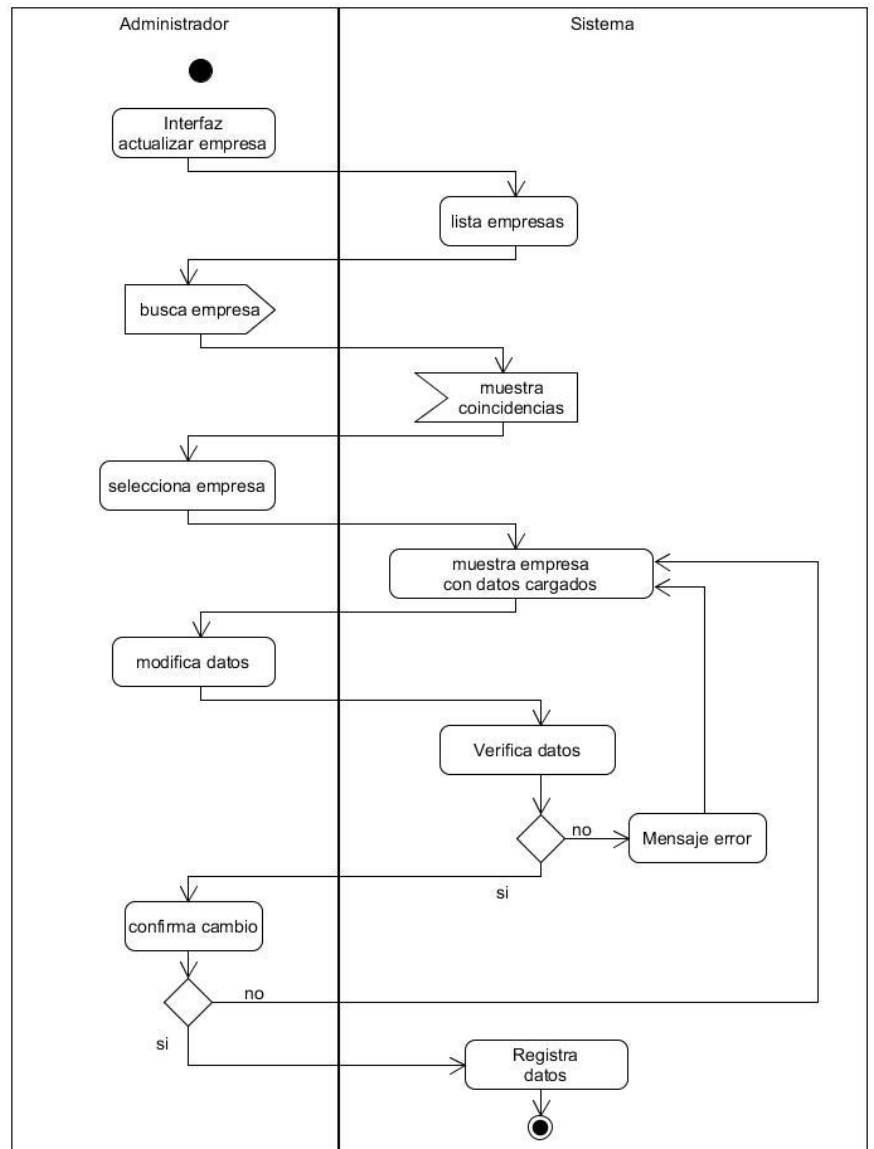 Administrador
Sistema
Interfaz
actualizar empresa
lista empresas
busca empresa
muestra
coincidencias
selecciona empresa
muestra empresa
con datos cargados
modifica datos
Verifica datos
no
Mensaje error
si
confirma cambio
no
si
Registra
datos